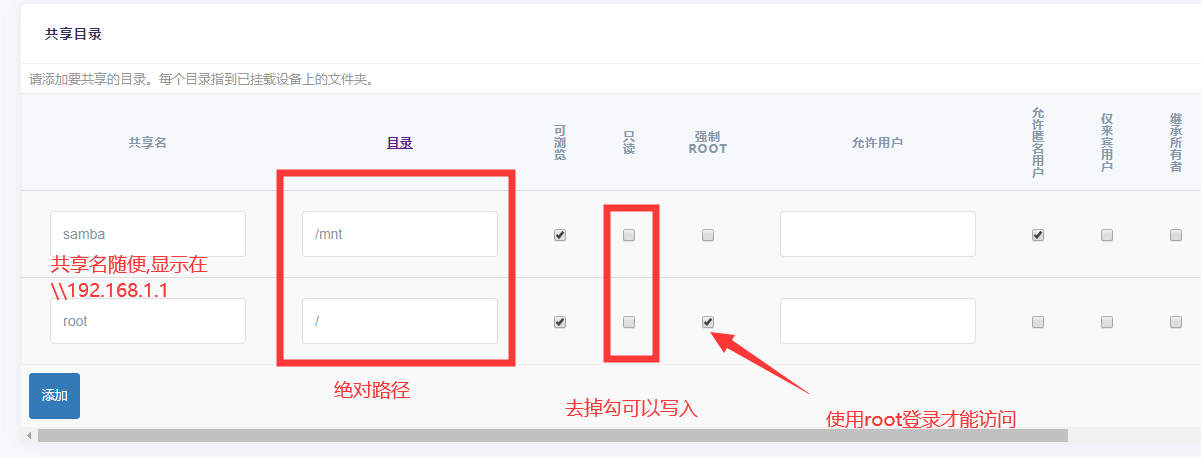 共享目录
请添加要共享的目录。每个目录指到已挂载设备上的文件夹。
共享名
目录
可浏览
只读
强制
ROOT
允许用户
允许匿名用户
仅来宾用户
继承所有者
samba
/mnt
共享名随便,显示在
\\192.168.1.1
root
/
添加
绝对路径
去掉勾可以写入
使用root登录才能访问